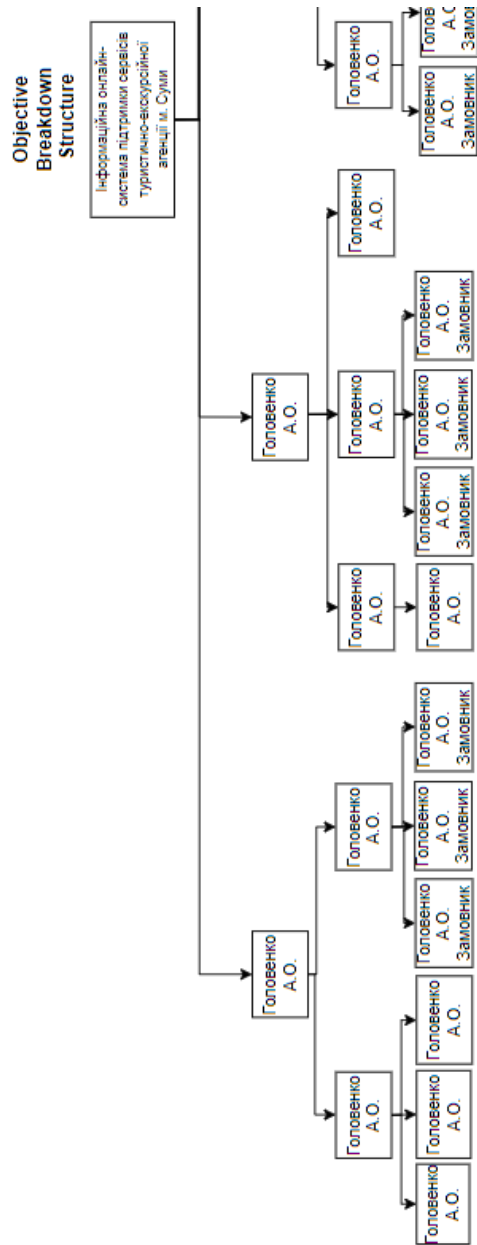 Objective
Breakdown
Structure
Інформаційна онлайн-
система підтримки сервісів
туристично-екскурсійної
агенції м. Суми
Головенко
А.О.
Головенко
А.О.
Головенко
А.О.
Головенко
А.О.
Головенко
А.О.
Головенко
А.О.
Головенко
А.О.
Головенко
А.О.
Головенко
А.О.
Головенко
А.О.
Головенко
А.О.
Головенко
А.О.
Замовник
Головенко
А.О.
Замовник
Головенко
А.О.
Замовник
Головенко
А.О.
Головенко
А.О.
Замовник
Головенко
А.О.
Замовник
Головенко
А.О.
Замовник
Головенко
А.О.
Замовник